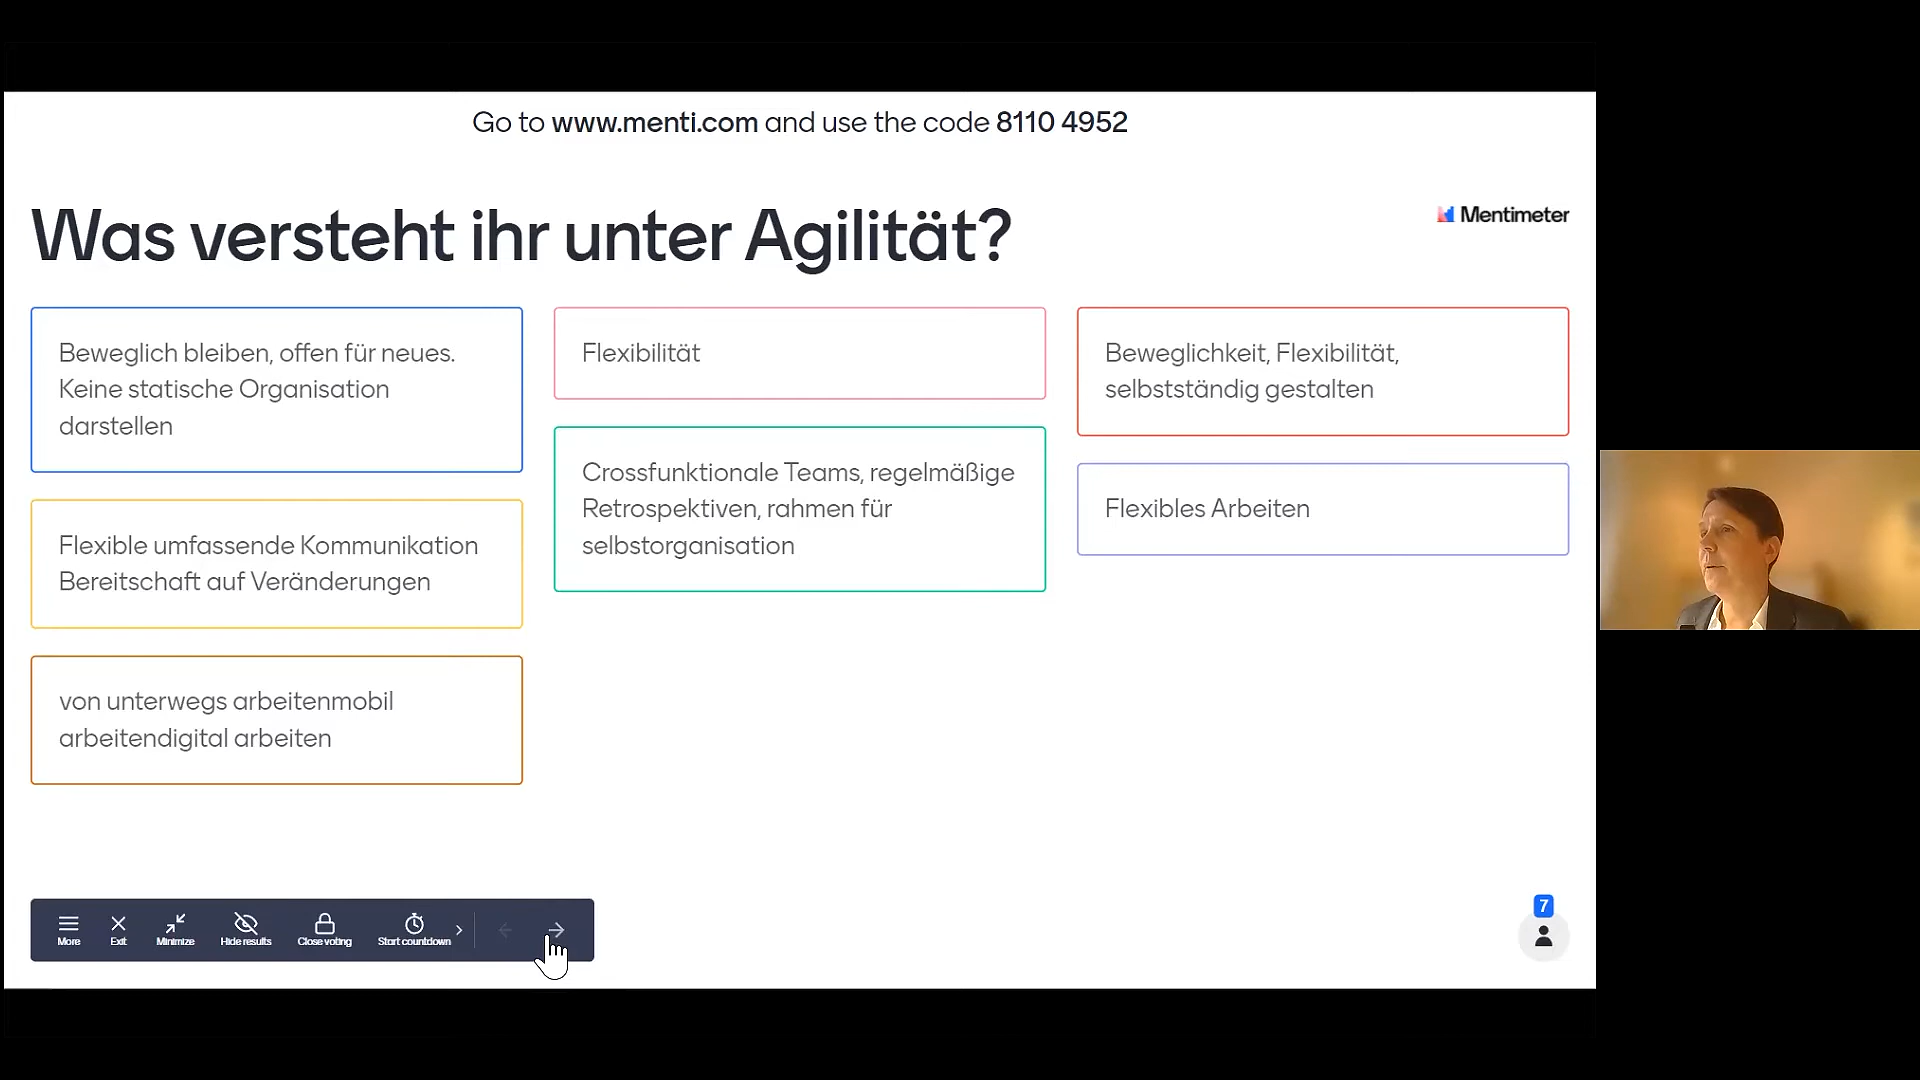 Go to www.menti.com and use the code 8110 4952
Was versteht ihr unter Agilität?
Mentimeter
Beweglich bleiben, offen für neues.
Keine statische Organisation
darstellen
Flexible umfassende Kommunikation
Bereitschaft auf Veränderungen
von unterwegs arbeitenmobil
arbeitendigital arbeiten
Flexibilität
Crossfunktionale Teams, regelmäßige
Retrospektiven, rahmen für
selbstorganisation
Beweglichkeit, Flexibilität,
selbstständig gestalten
Flexibles Arbeiten
More
Exit
Minimize
Hide results
Close voting
Start countdown
7